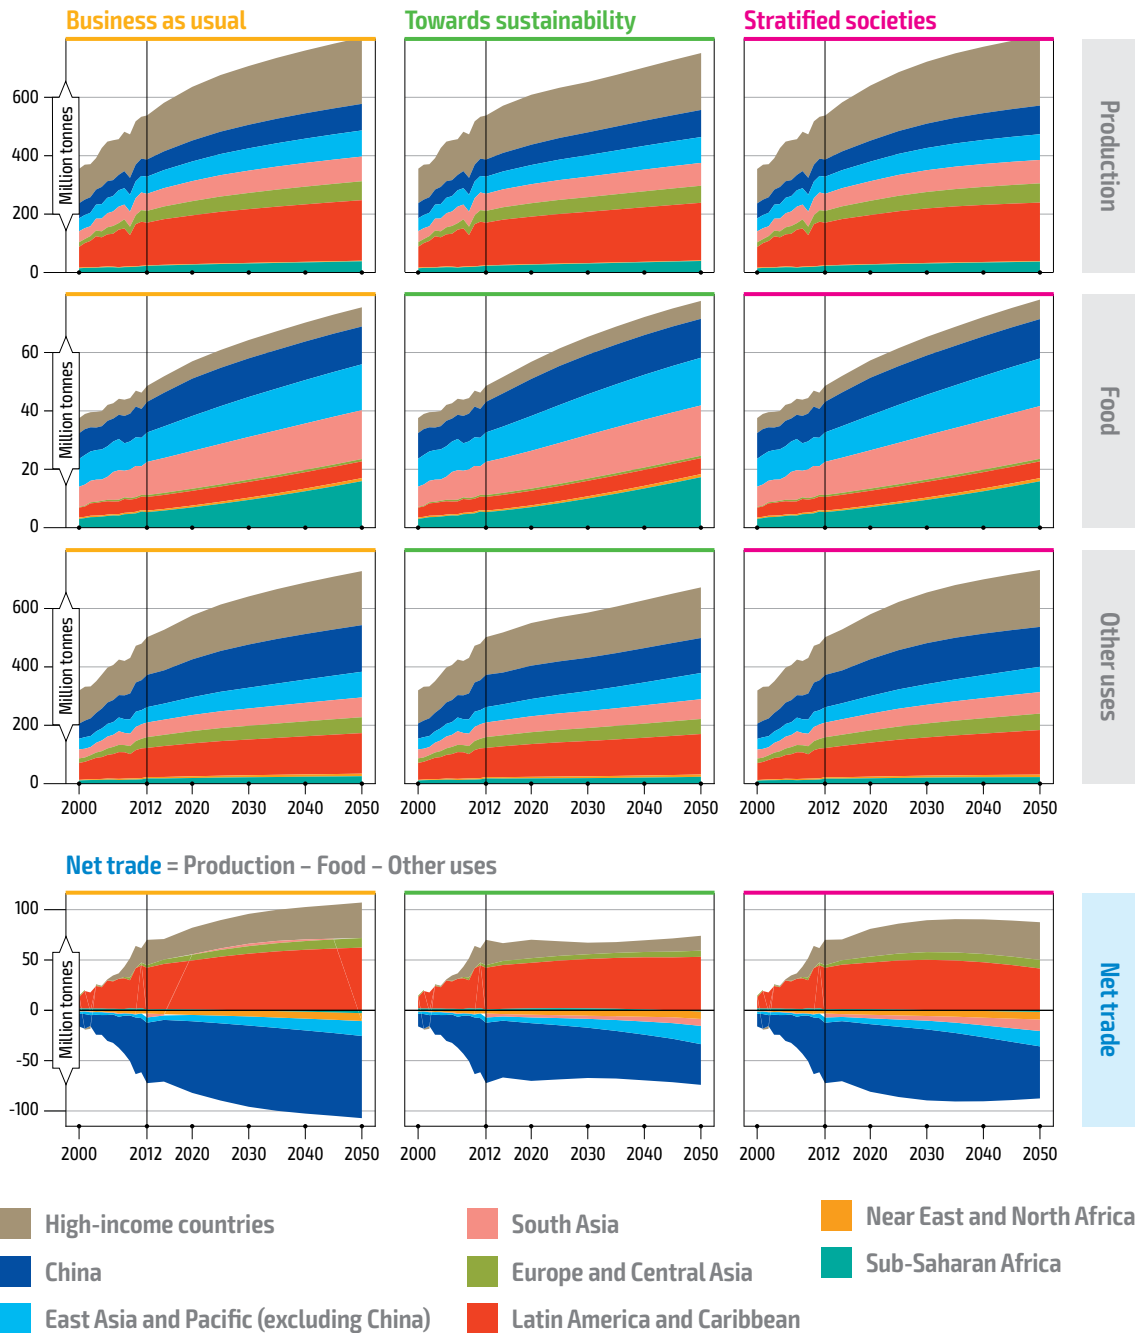 Business as usual
Towards sustainability
Stratified societies
600
400
200
0
Million tonnes
Production
60
40
20
0
Million tonnes
Food
600
400
200
0
Million tonnes
Other uses
2000 2012 2020 2030 2040 2050
2000 2012 2020 2030 2040 2050
2000 2012 2020 2030 2040 2050
Net trade = Production – Food – Other uses
100
50
0
-50
-100
Million tonnes
Net trade
2000 2012 2020 2030 2040 2050
2000 2012 2020 2030 2040 2050
2000 2012 2020 2030 2040 2050
High-income countries
China
East Asia and Pacific (excluding China)
South Asia
Europe and Central Asia
Latin America and Caribbean
Near East and North Africa
Sub-Saharan Africa